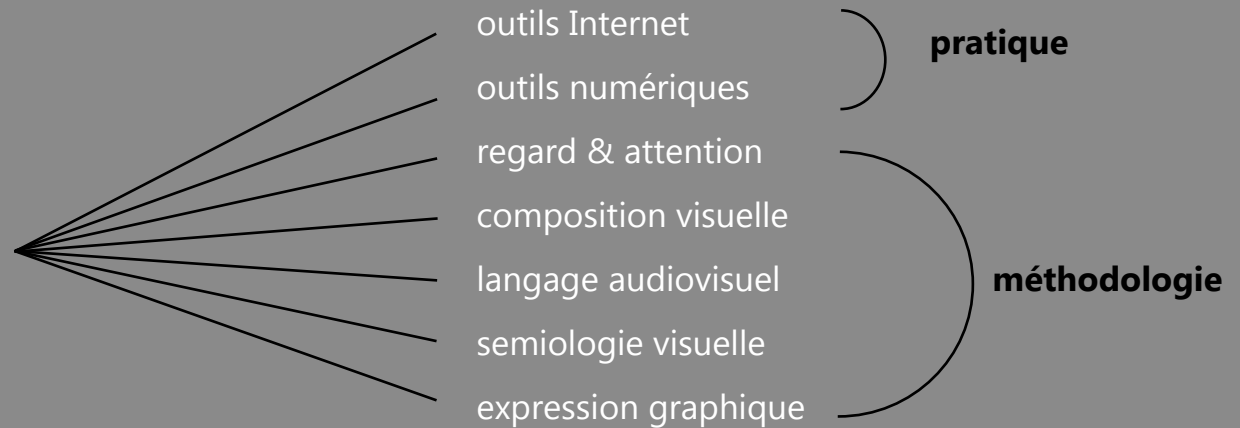 outils Internet
pratique
outils numériques
regard & attention
composition visuelle
langage audiovisuel
méthodologie
semiologie visuelle
expression graphique